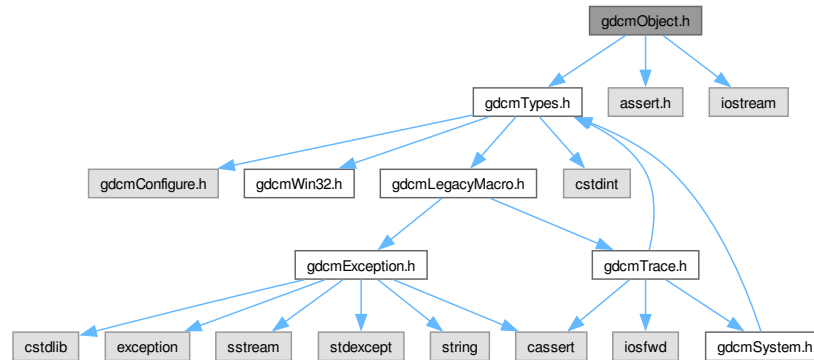 gdcmObject.h
gdcmTypes.h
assert.h
iostream
gdcmConfigure.h
gdcmWin32.h
gdcmLegacyMacro.h
cstdint
gdcmException.h
gdcmTrace.h
cstdlib
exception
sstream
stdexcept
string
cassert
iosfwd
gdcmSystem.h